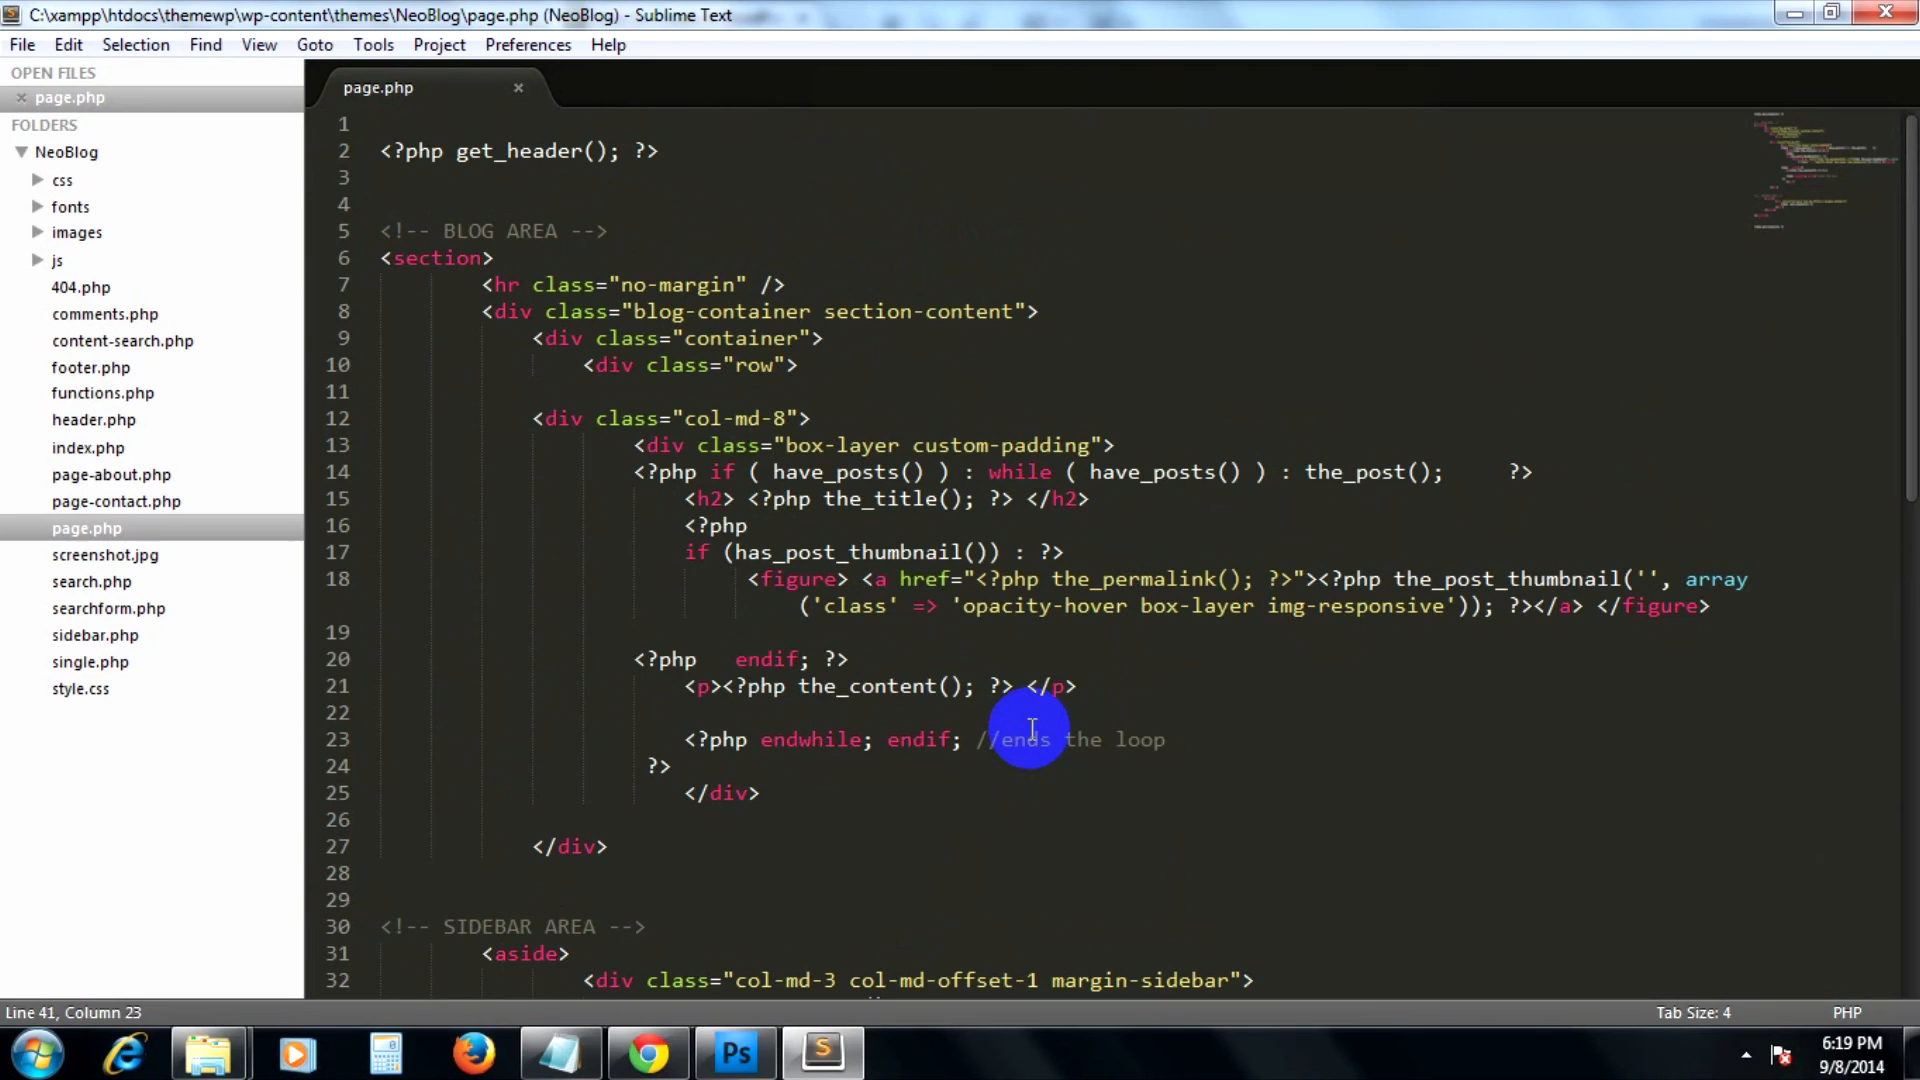 C:\xampp\htdocs\themewp\wp-content\themes\NeoBlog\page.php (NeoBlog) - Sublime Text
File Edit Selection Find View Goto Tools Project Preferences Help
OPEN FILES
page.php
FOLDERS
NeoBlog
css
fonts
images
js
404.php
comments.php
content-search.php
footer.php
functions.php
header.php
index.php
page-about.php
page-contact.php
page.php
screenshot.jpg
search.php
searchform.php
sidebar.php
single.php
style.css
page.php
1
2 <?php get_header(); ?>
3
4
5 <!-- BLOG AREA -->
6 <section>
7 <hr class="no-margin" />
8 <div class="blog-container section-content">
9 <div class="container">
10 <div class="row">
11
12 <div class="col-md-8">
13 <div class="box-layer custom-padding">
14 <?php if ( have_posts() ) : while ( have_posts() ) : the_post(); ?>
15 <h2> <?php the_title(); ?> </h2>
16 <?php
17 if (has_post_thumbnail()) : ?>
18 <figure> <a href="<?php the_permalink(); ?>"><?php the_post_thumbnail('', array
('class' => 'opacity-hover box-layer img-responsive')); ?></a> </figure>
19
20 <?php endif; ?>
21 <p><?php the_content(); ?> </p>
22
23 <?php endwhile; endif; //ends the loop
24 ?>
25 </div>
26
27 </div>
28
29
30 <!-- SIDEBAR AREA -->
31 <aside>
32 <div class="col-md-3 col-md-offset-1 margin-sidebar">
Line 41, Column 23
Tab Size: 4
PHP
Ps
S
6:19 PM
9/8/2014